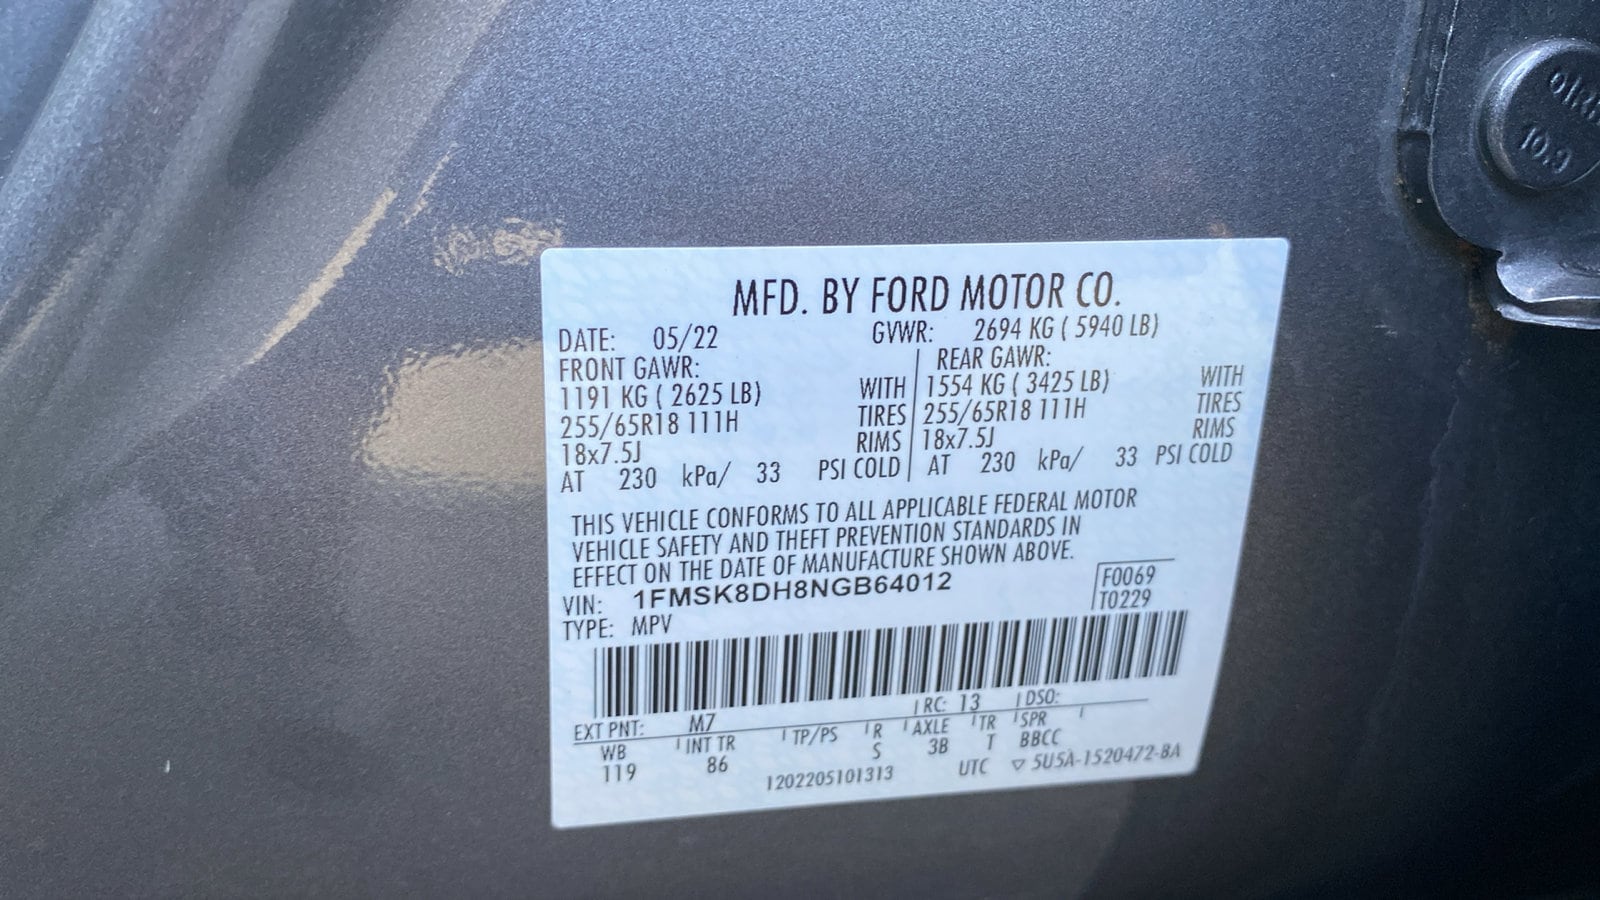 MFD. BY FORD MOTOR CO.
DATE: 05/22 GVWR: 2694 KG ( 5940 LB)
FRONT GAWR: REAR GAWR:
1191 KG ( 2625 LB) WITH 1554 KG ( 3425 LB) WITH
255/65R18 111H TIRES 255/65R18 111H TIRES
18x7.5J RIMS 18x7.5J RIMS
AT 230 kPa/ 33 PSI COLD AT 230 kPa/ 33 PSI COLD
THIS VEHICLE CONFORMS TO ALL APPLICABLE FEDERAL MOTOR
VEHICLE SAFETY AND THEFT PREVENTION STANDARDS IN
EFFECT ON THE DATE OF MANUFACTURE SHOWN ABOVE.
VIN: 1FMSK8DH8NGB64012 F0069
TYPE: MPV T0229
EXT PNT: M7 RC: 13 DSO:
WB INT TR TP/PS R AXLE TR SPR
119 86 S 3B T BBCC
1202205101313 UTC ▽ 5U5A-1520472-8A
10.9